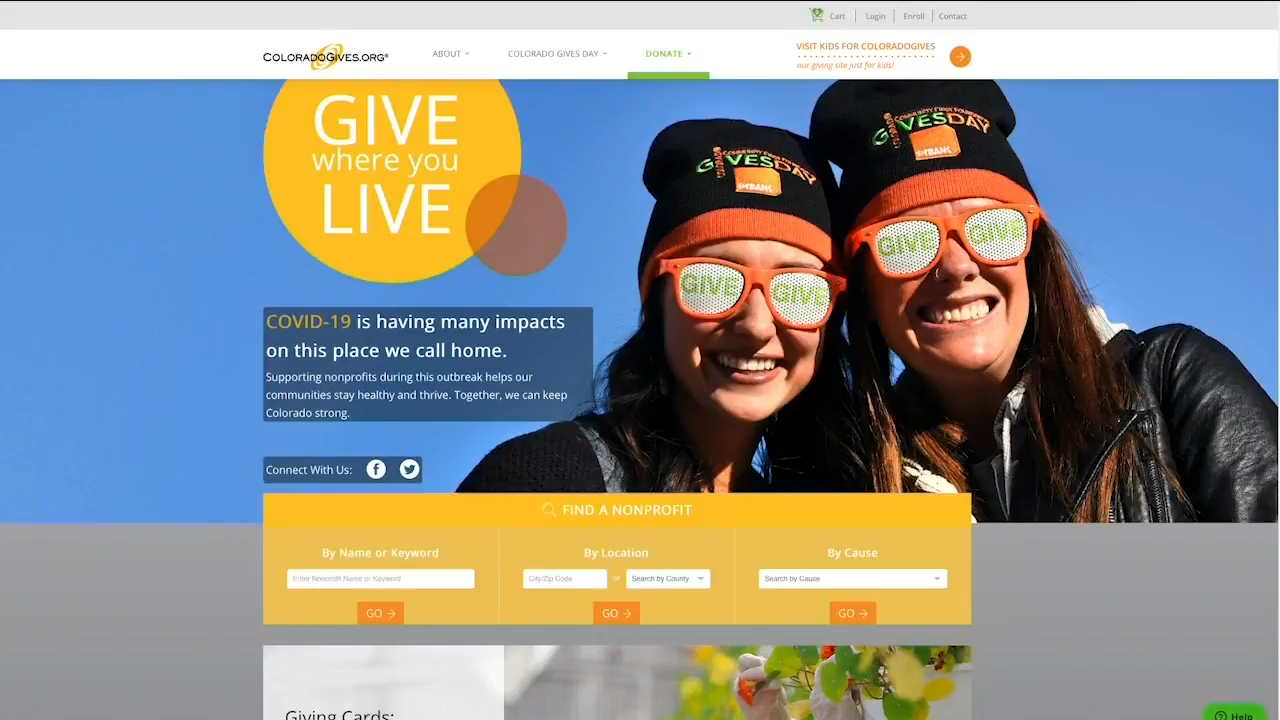 Cart
Login
Enroll
Contact
COLORADOGIVES.ORG®
ABOUT
COLORADO GIVES DAY
DONATE
VISIT KIDS FOR COLORADOGIVES
our giving site just for kids!
GIVE
where you
LIVE
GIVESDAY
GIVESDAY
GIVE GIVE
GIVE GIVE
COVID-19 is having many impacts
on this place we call home.
Supporting nonprofits during this outbreak helps our
communities stay healthy and thrive. Together, we can keep
Colorado strong.
Connect With Us:
FIND A NONPROFIT
By Name or Keyword
By Location
By Cause
Enter Nonprofit Name or Keyword
City/Zip Code
or
Search by County
Search by Cause
GO
GO
GO
Giving Cards:
Help